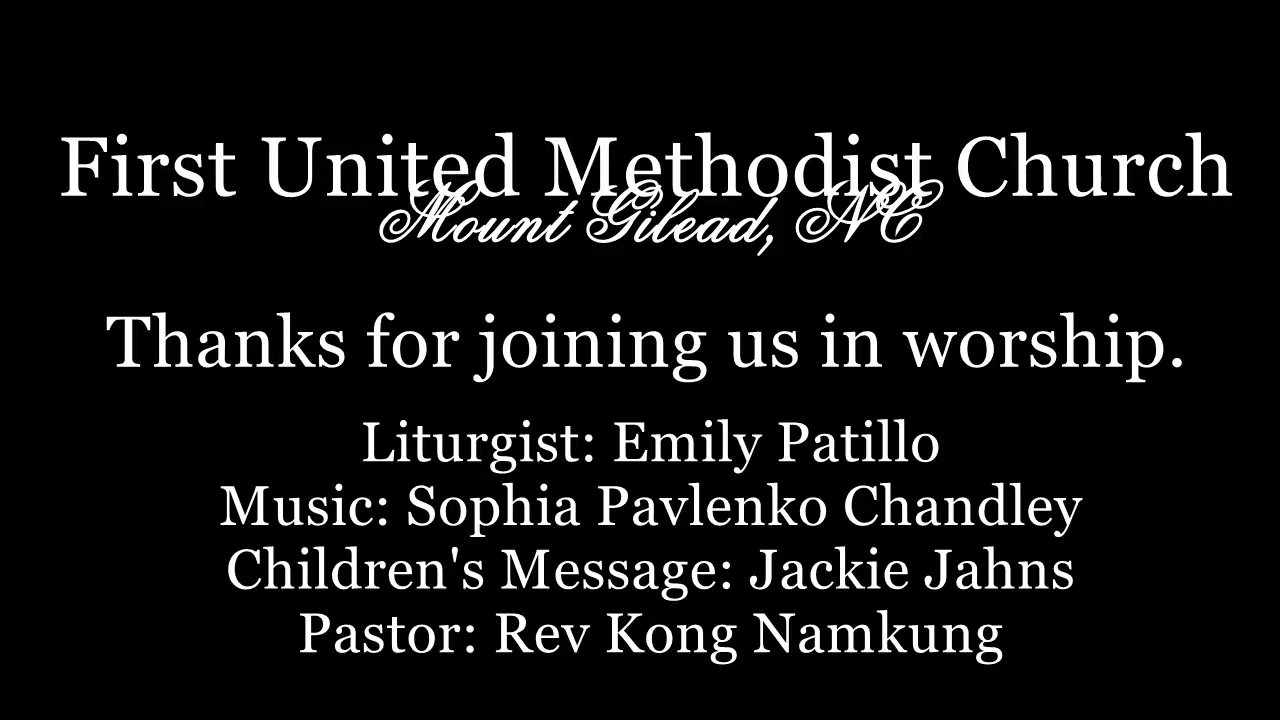 First United Methodist Church
Mount Gilead, NC
Thanks for joining us in worship.
Liturgist: Emily Patillo
Music: Sophia Pavlenko Chandley
Children's Message: Jackie Jahns
Pastor: Rev Kong Namkung